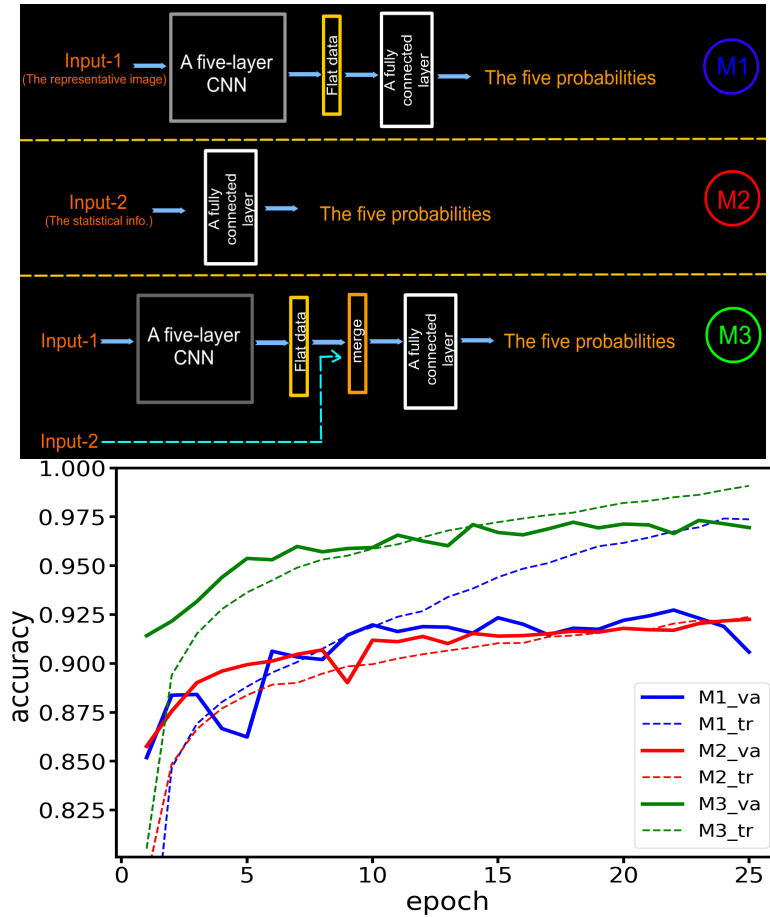 Input-1
(The representative image)
A five-layer
CNN
Flat data
A fully
connected
layer
The five probabilities
M1
Input-2
(The statistical info.)
A fully
connected
layer
The five probabilities
M2
Input-1
A five-layer
CNN
Flat data
merge
A fully
connected
layer
The five probabilities
M3
Input-2
1.000
0.975
0.950
0.925
0.900
0.875
0.850
0.825
accuracy
M1_va
M1_tr
M2_va
M2_tr
M3_va
M3_tr
0
5
10
15
20
25
epoch